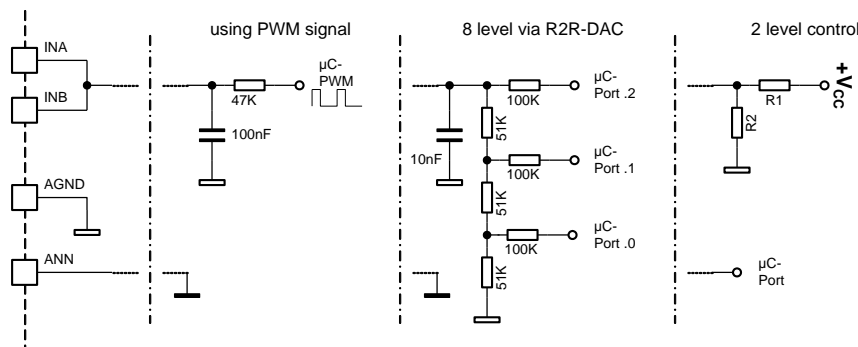 using PWM signal
8 level via R2R-DAC
2 level control
INA
INB
AGND
ANN
µC-
PWM
47K
100nF
µC-
Port .2
100K
51K
10nF
µC-
Port .1
100K
51K
µC-
Port .0
100K
51K
+VCC
R1
R2
µC-
Port